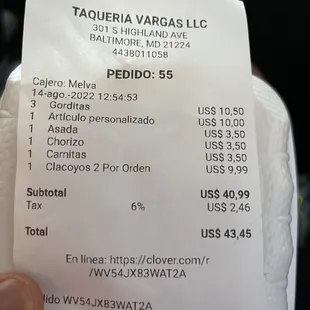 TAQUERIA VARGAS LLC
301 S HIGHLAND AVE
BALTIMORE, MD 21224
4438011058
PEDIDO: 55
Cajero: Melva
14-ago.-2022 12:54:53
3 Gorditas US$ 10,50
1 Artículo personalizado US$ 10,00
1 Asada US$ 3,50
1 Chorizo US$ 3,50
1 Carnitas US$ 3,50
1 Clacoyos 2 Por Orden US$ 9,99
Subtotal US$ 40,99
Tax 6% US$ 2,46
Total US$ 43,45
En línea: https://clover.com/r
/WV54JX83WAT2A
lido WV54JX83WAT2A